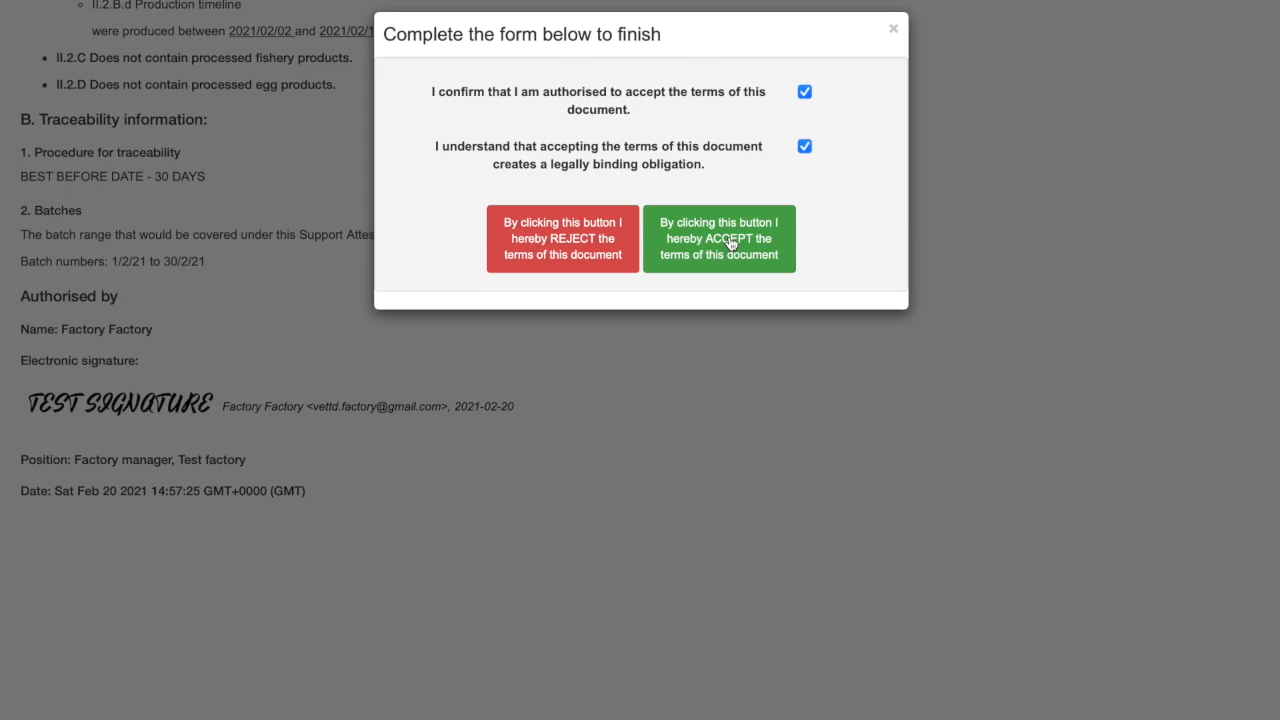 II.2.B.d Production timeline
were produced between 2021/02/02 and 2021/02/1
II.2.C Does not contain processed fishery products.
II.2.D Does not contain processed egg products.
B. Traceability information:
1. Procedure for traceability
BEST BEFORE DATE - 30 DAYS
2. Batches
The batch range that would be covered under this Support Attes
Batch numbers: 1/2/21 to 30/2/21
Authorised by
Name: Factory Factory
Electronic signature:
TEST SIGNATURE Factory Factory <vettd.factory@gmail.com>, 2021-02-20
Position: Factory manager, Test factory
Date: Sat Feb 20 2021 14:57:25 GMT+0000 (GMT)
Complete the form below to finish
×
I confirm that I am authorised to accept the terms of this
document.
I understand that accepting the terms of this document
creates a legally binding obligation.
By clicking this button I
hereby REJECT the
terms of this document
By clicking this button I
hereby ACCEPT the
terms of this document